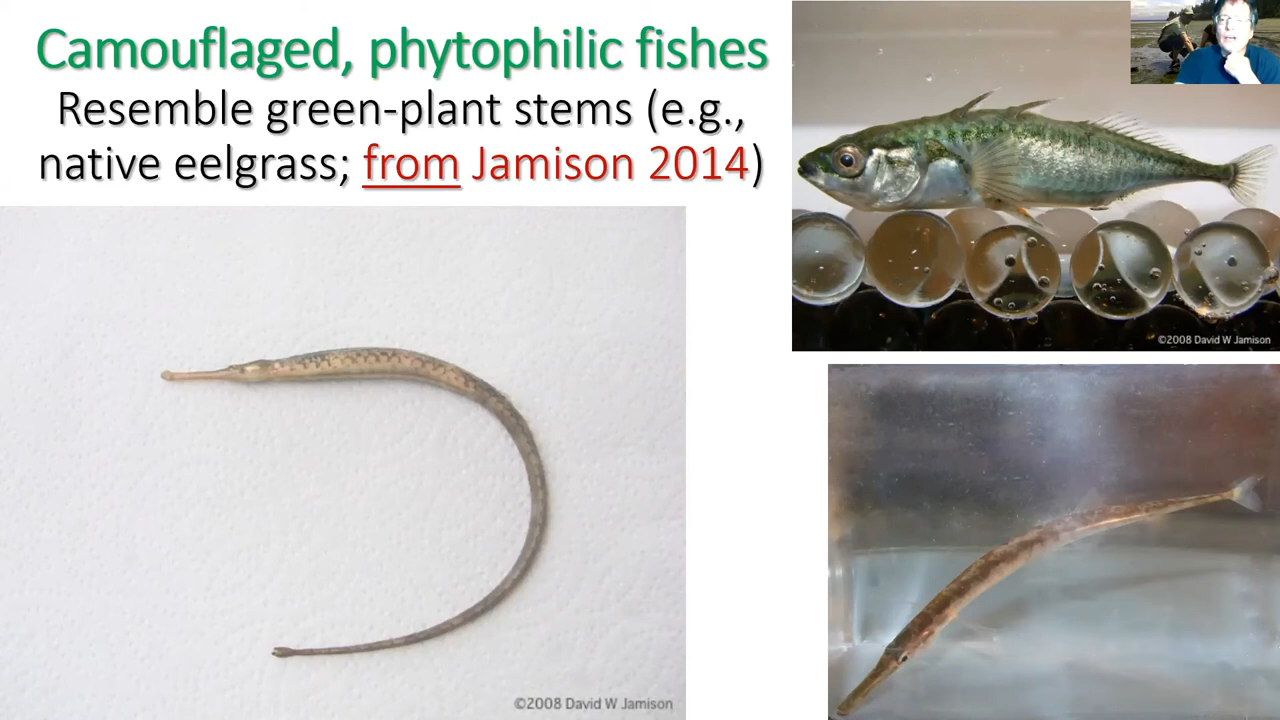 Camouflaged, phytophilic fishes
Resemble green-plant stems (e.g.,
native eelgrass; from Jamison 2014)
©2008 David W Jamison
©2008 David W Jamison